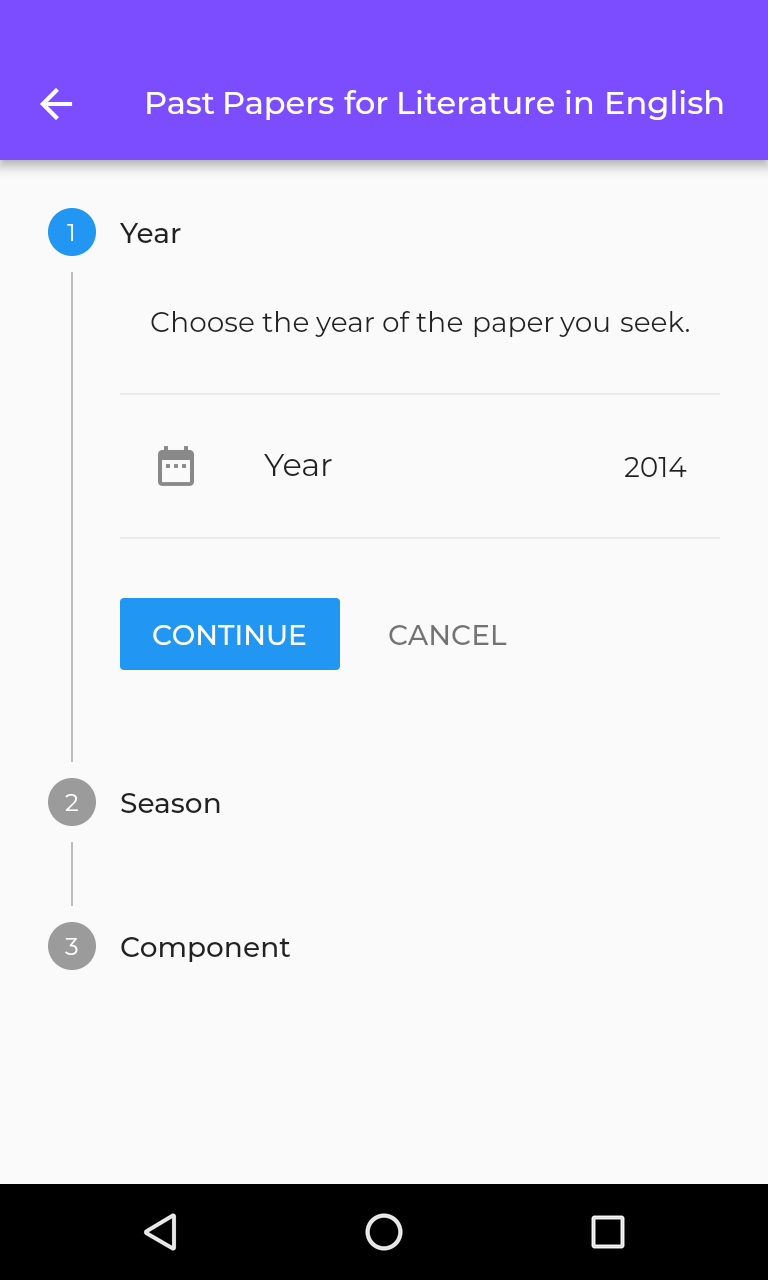 Past Papers for Literature in English
1 Year
Choose the year of the paper you seek.
Year 2014
CONTINUE CANCEL
2 Season
3 Component